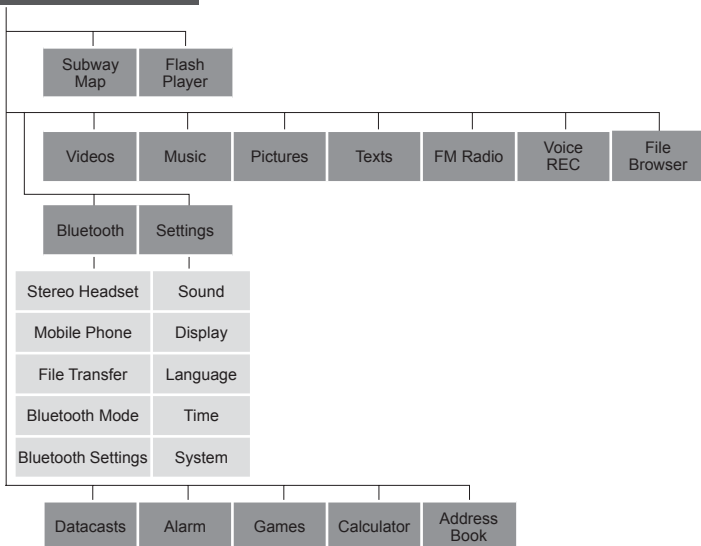 Subway
Map
Flash
Player
Videos
Music
Pictures
Texts
FM Radio
Voice
REC
File
Browser
Bluetooth
Settings
Stereo Headset
Sound
Mobile Phone
Display
File Transfer
Language
Bluetooth Mode
Time
Bluetooth Settings
System
Datacasts
Alarm
Games
Calculator
Address
Book